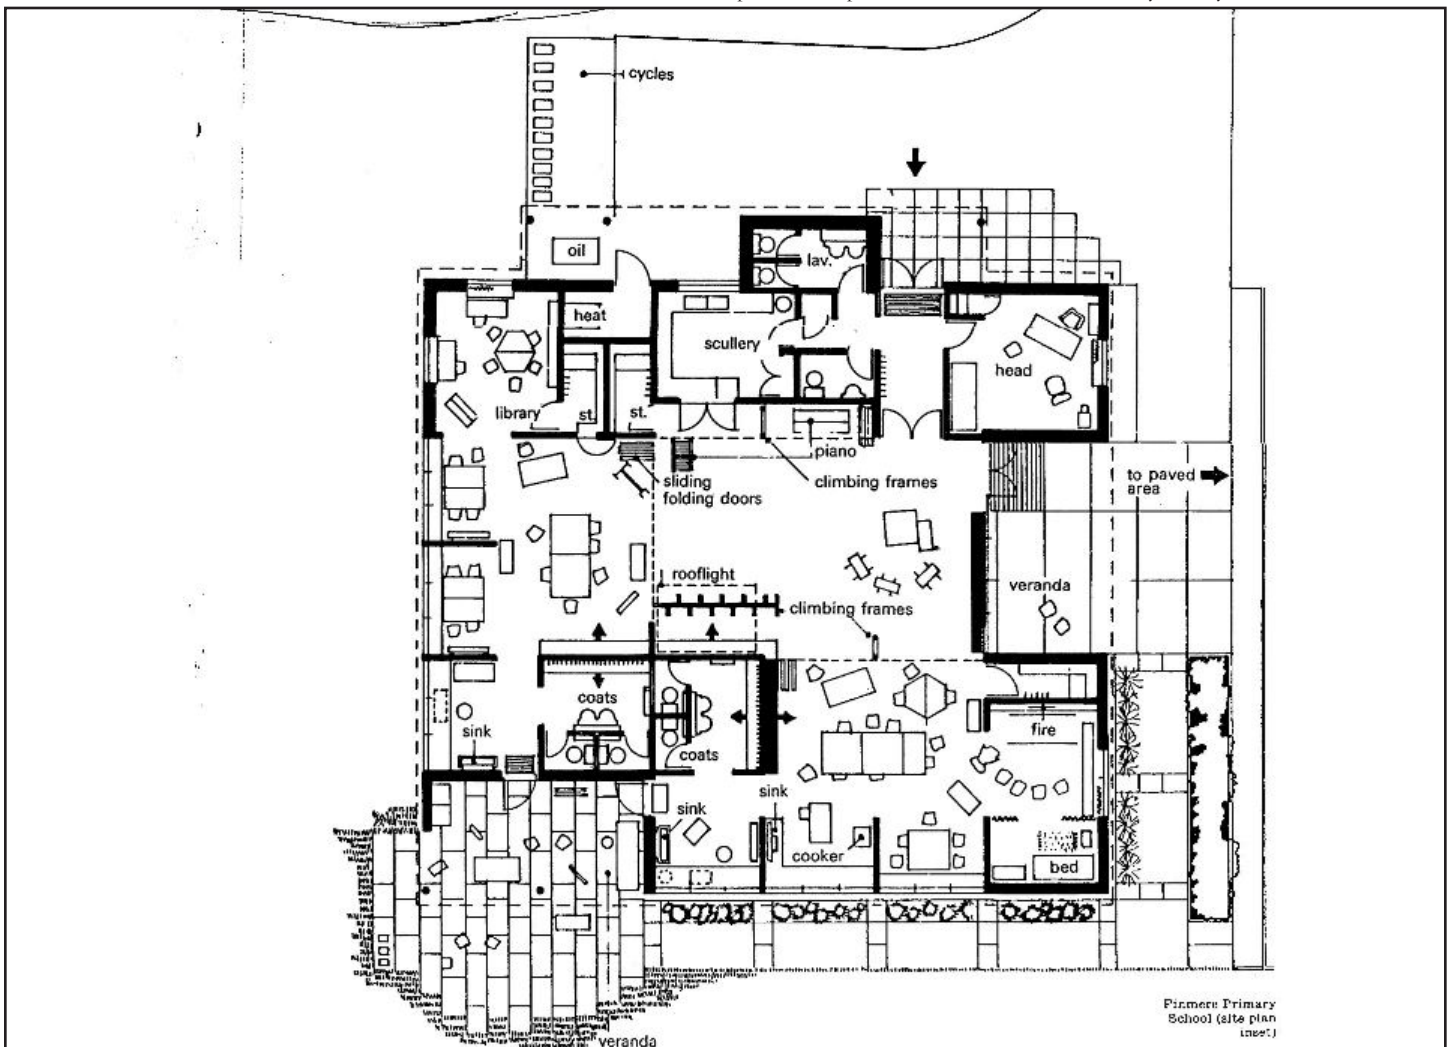 cycles
oil
lav.
heat
scullery
head
library
st.
st.
piano
sliding
folding doors
climbing frames
to paved
area
rooflight
veranda
climbing frames
coats
sink
fire
coats
sink
sink
cooker
bed
veranda
Finmere Primary
School (site plan
inset)